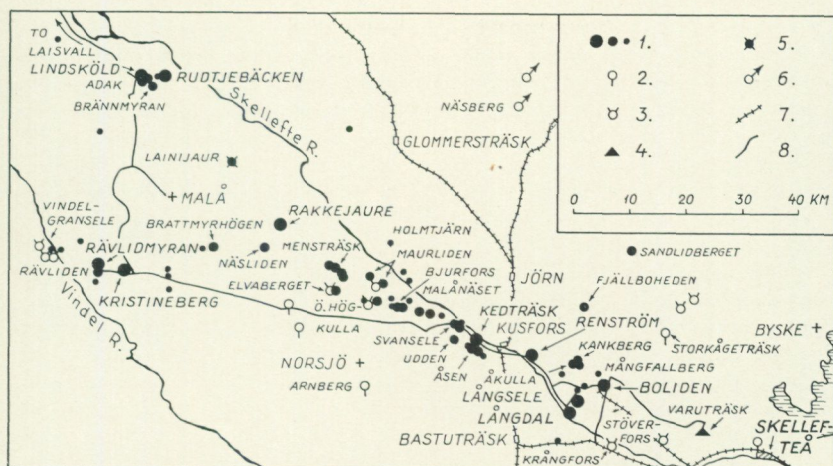 TO
LAISVALL
LINDSKÖLD
RUDTJEBÄCKEN
ADAK
BRÄNNMYRAN
Skellefte R.
NÄSBERG
GLOMMERSTRÄSK
LAINIJAUR
MALÅ
1.
2.
3.
4.
5.
6.
7.
8.
0 10 20 30 40 KM
VINDEL-
GRANSELE
BRATTMYRHÖGEN
RAKKEJAURE
HOLMTJÄRN
RÄVLIDMYRAN
MENSTRÄSK
MAURLIDEN
NÄSLIDEN
BJURFORS
RÄVLIDEN
ELVABERGET
MALÅNÄSET
KRISTINEBERG
Ö.HÖG-
KULLA
Vindel R.
JÖRN
SANDLIDBERGET
FJÄLLBOHEDEN
KEDTRÄSK
KUSFORS
RENSTRÖM
SVANSELE
UDDEN
ÅSEN
NORSJÖ
ARNBERG
KANKBERG
STORKÅGETRÄSK
BYSKE
MÅNGFALLBERG
ÅKULLA
BOLIDEN
LÅNGSELE
LÅNGDAL
VARUTRÄSK
BASTUTRÄSK
STÖVER-
FORS
KRÅNGFORS
SKELLEF-
TEÅ